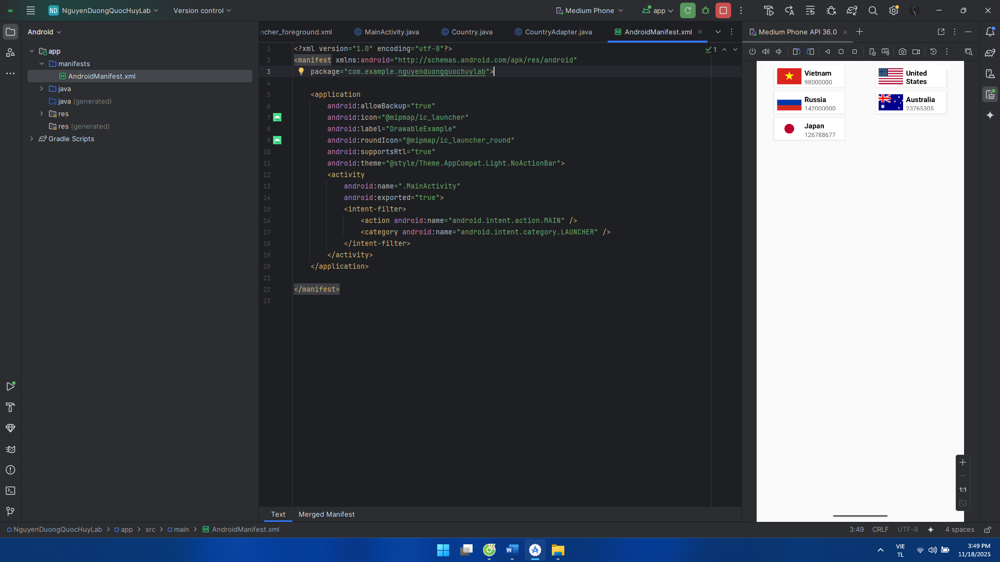 ND NguyenDuongQuocHuyLab Version control Medium Phone app
Android
app
manifests
AndroidManifest.xml
java
java (generated)
res
res (generated)
Gradle Scripts
ncher_foreground.xml MainActivity.java Country.java CountryAdapter.java AndroidManifest.xml
1 <?xml version="1.0" encoding="utf-8"?>
2 <manifest xmlns:android="http://schemas.android.com/apk/res/android"
3 package="com.example.nguyenduongquochuylab">
4
5 <application
6 android:allowBackup="true"
7 android:icon="@mipmap/ic_launcher"
8 android:label="DrawableExample"
9 android:roundIcon="@mipmap/ic_launcher_round"
10 android:supportsRtl="true"
11 android:theme="@style/Theme.AppCompat.Light.NoActionBar">
12 <activity
13 android:name=".MainActivity"
14 android:exported="true">
15 <intent-filter>
16 <action android:name="android.intent.action.MAIN" />
17 <category android:name="android.intent.category.LAUNCHER" />
18 </intent-filter>
19 </activity>
20 </application>
21
22 </manifest>
23
1
Text Merged Manifest
Medium Phone API 36.0
Vietnam
98000000
United
States
Russia
142000000
Australia
23765305
Japan
126788677
1:1
NguyenDuongQuocHuyLab > app > src > main > AndroidManifest.xml
3:49 CRLF UTF-8 4 spaces
VIE
TL
3:49 PM
11/18/2025